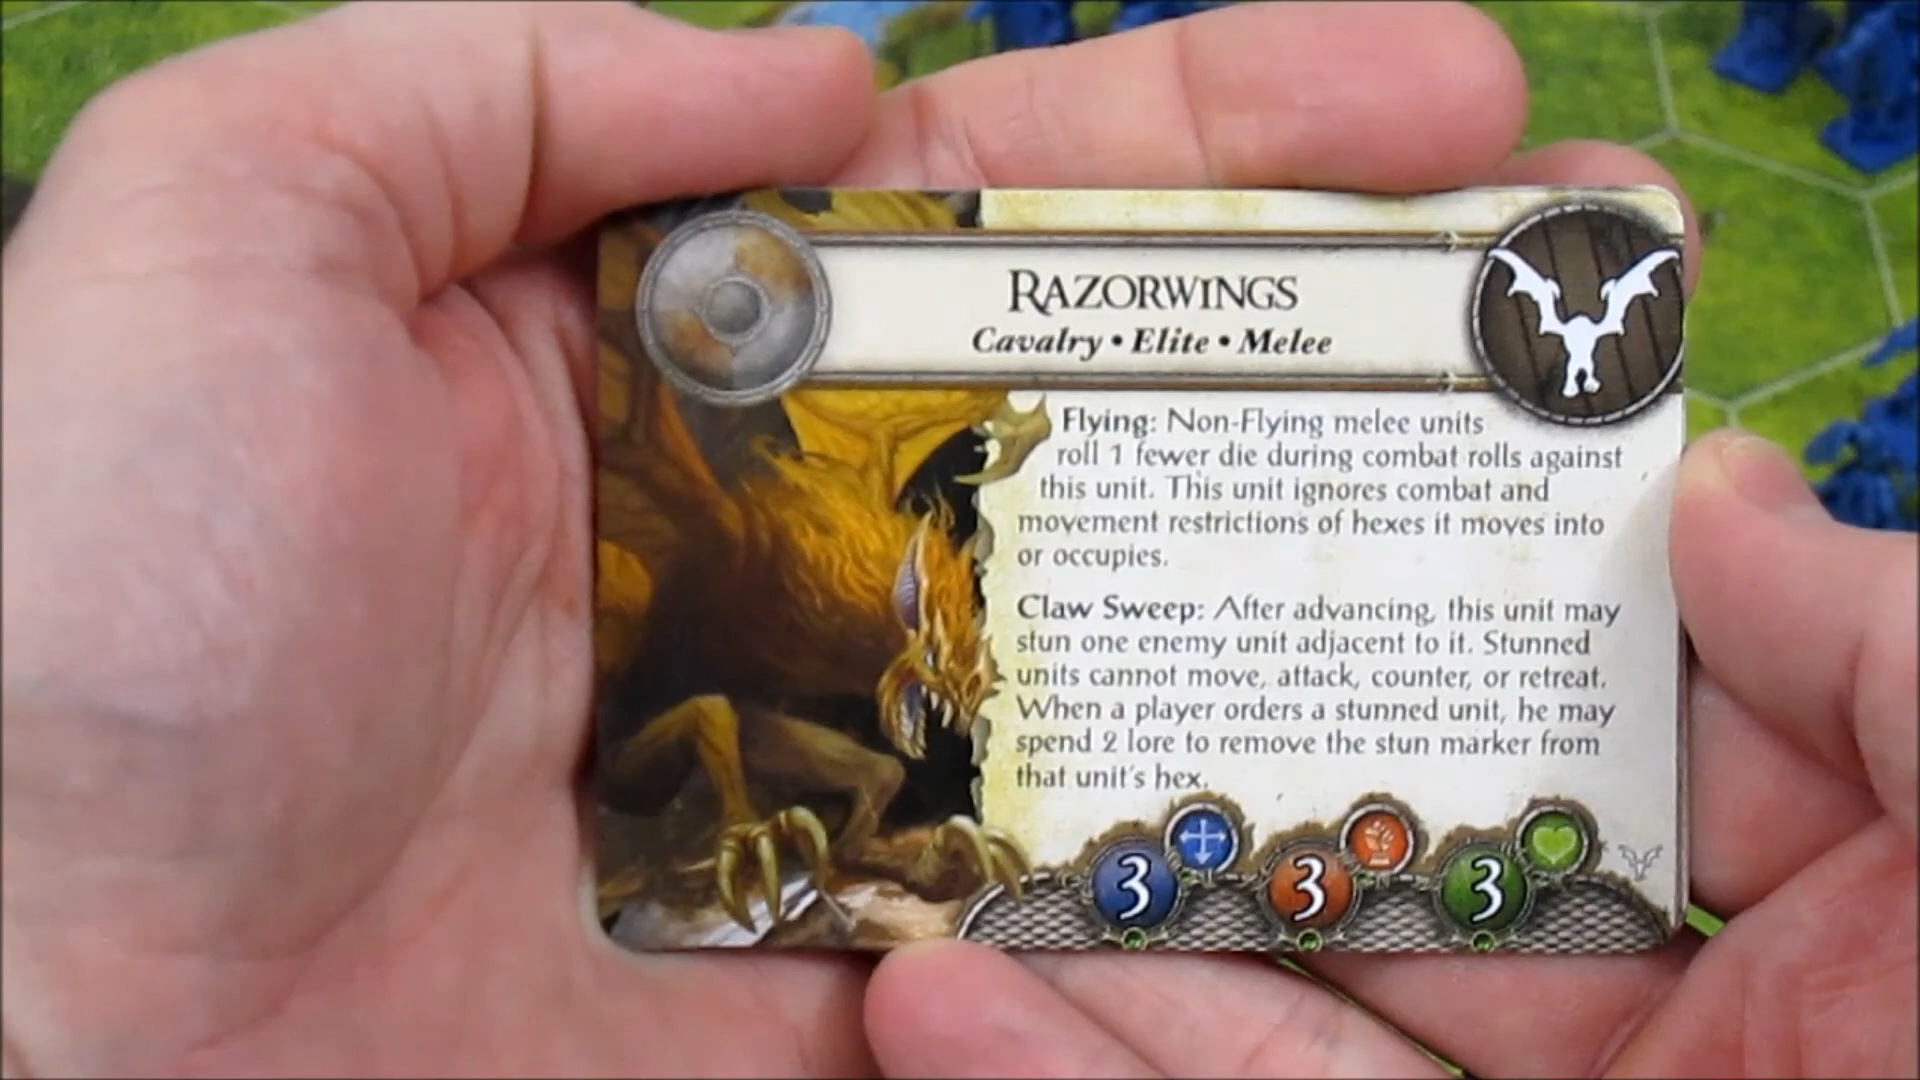 RAZORWINGS
Cavalry • Elite • Melee
Flying: Non-Flying melee units
roll 1 fewer die during combat rolls against
this unit. This unit ignores combat and
movement restrictions of hexes it moves into
or occupies.
Claw Sweep: After advancing, this unit may
stun one enemy unit adjacent to it. Stunned
units cannot move, attack, counter, or retreat.
When a player orders a stunned unit, he may
spend 2 lore to remove the stun marker from
that unit's hex.
3 3 3